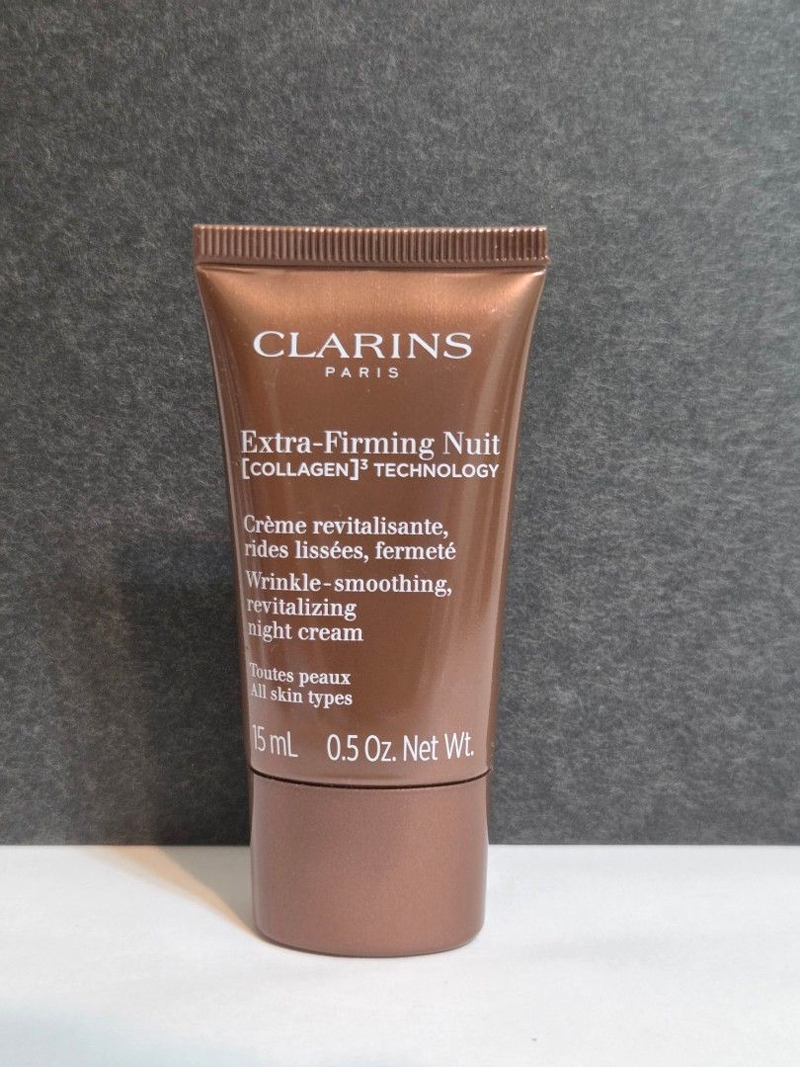 CLARINS
PARIS
Extra-Firming Nuit
[COLLAGEN]³ TECHNOLOGY
Crème revitalisante,
rides lissées, fermeté
Wrinkle-smoothing,
revitalizing
night cream
Toutes peaux
All skin types
15 mL 0.5 Oz. Net Wt.